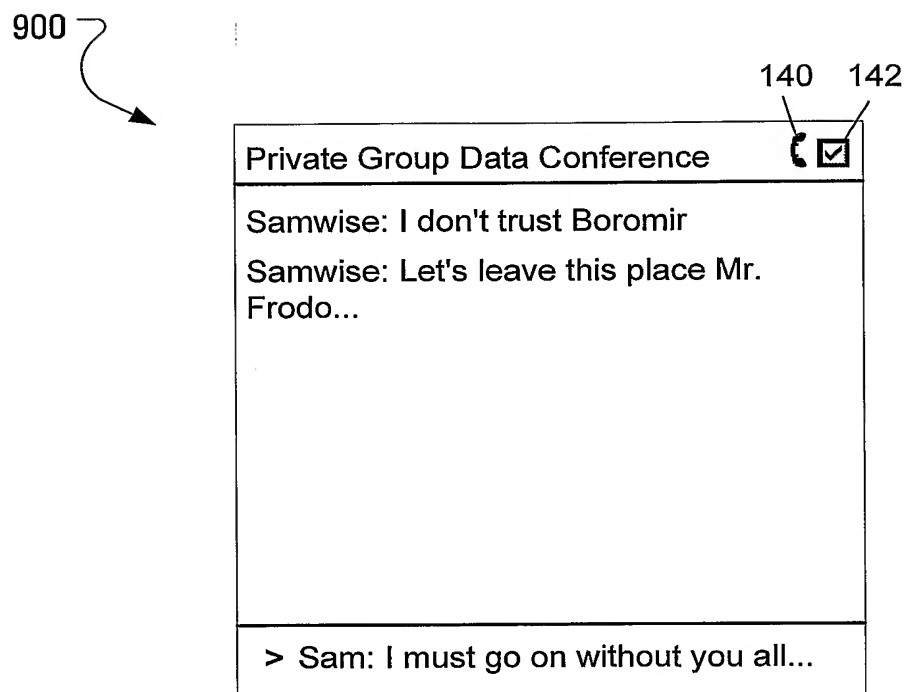 900
140 142
Private Group Data Conference
Samwise: I don't trust Boromir
Samwise: Let's leave this place Mr.
Frodo...
> Sam: I must go on without you all...